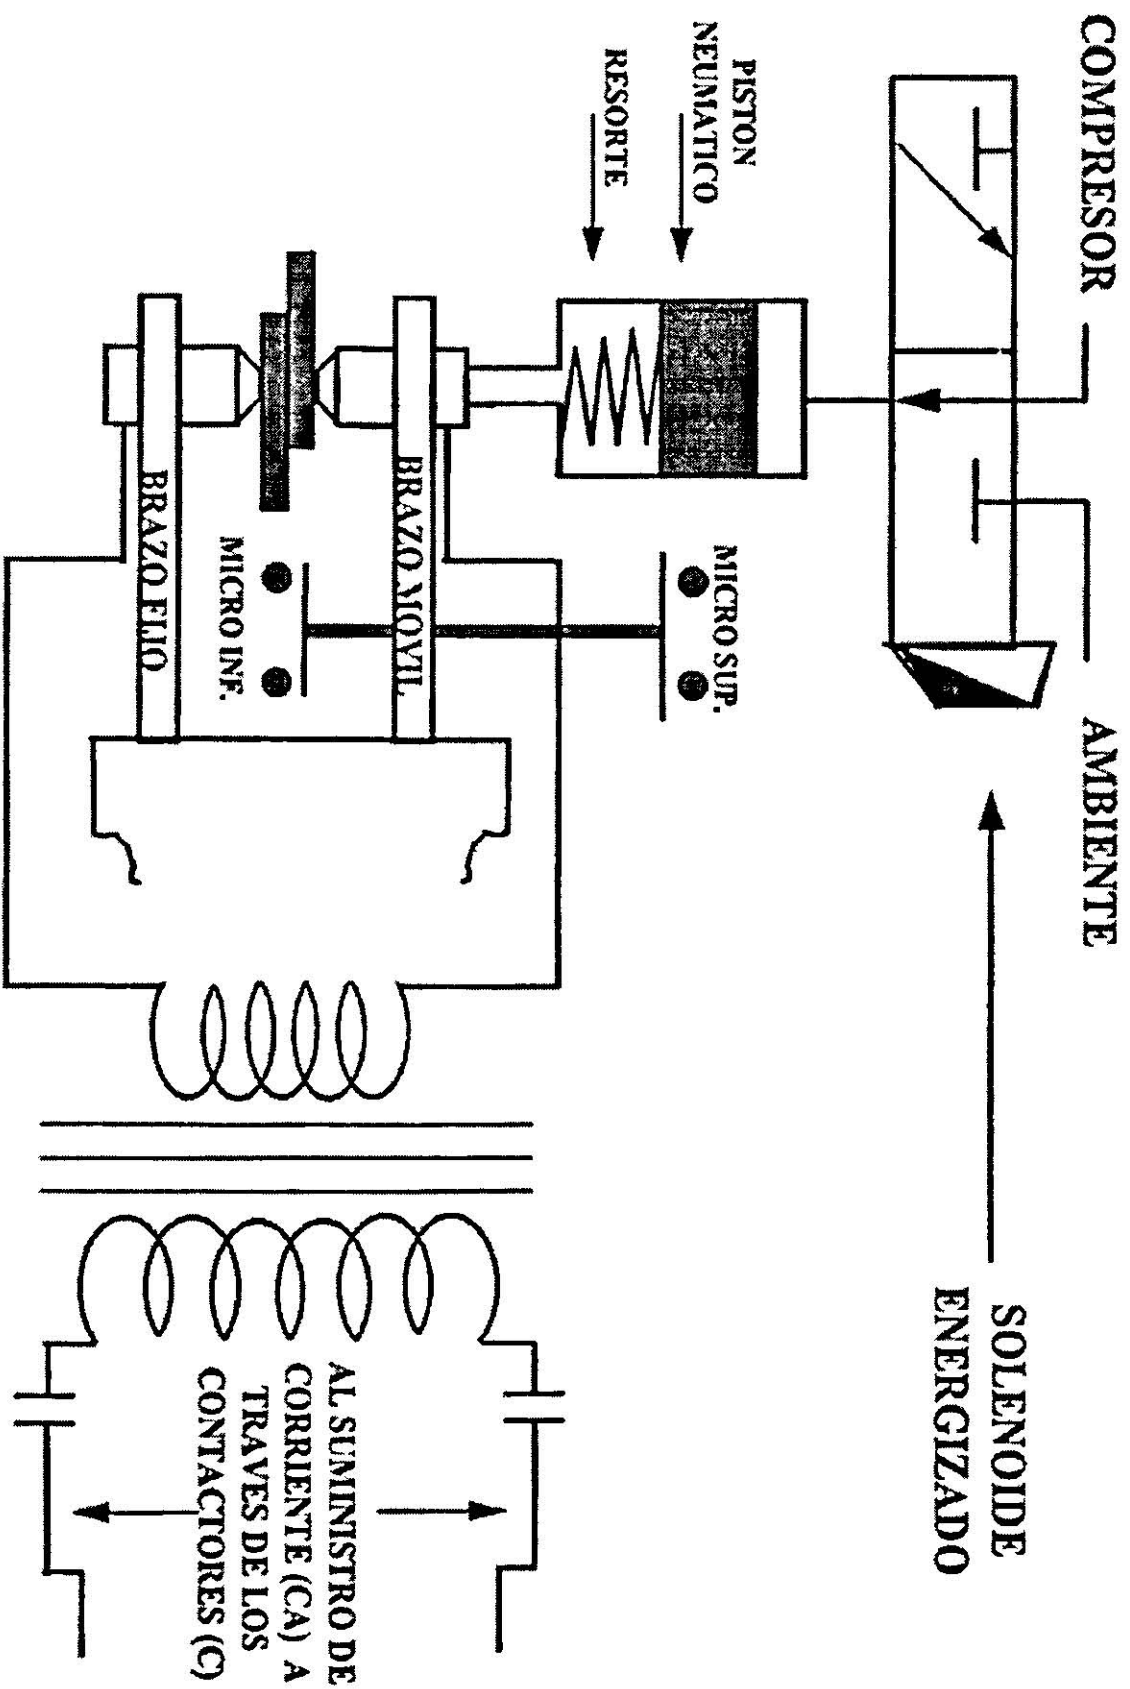 COMPRESOR
AMBIENTE
SOLENOIDE
ENERGIZADO
PISTON
NEUMATICO
RESORTE
MICRO SUP.
BRAZO MOVIL
MICRO INF.
BRAZO FIJO
AL SUMINISTRO DE
CORRIENTE (CA) A
TRAVES DE LOS
CONTACTORES (C)